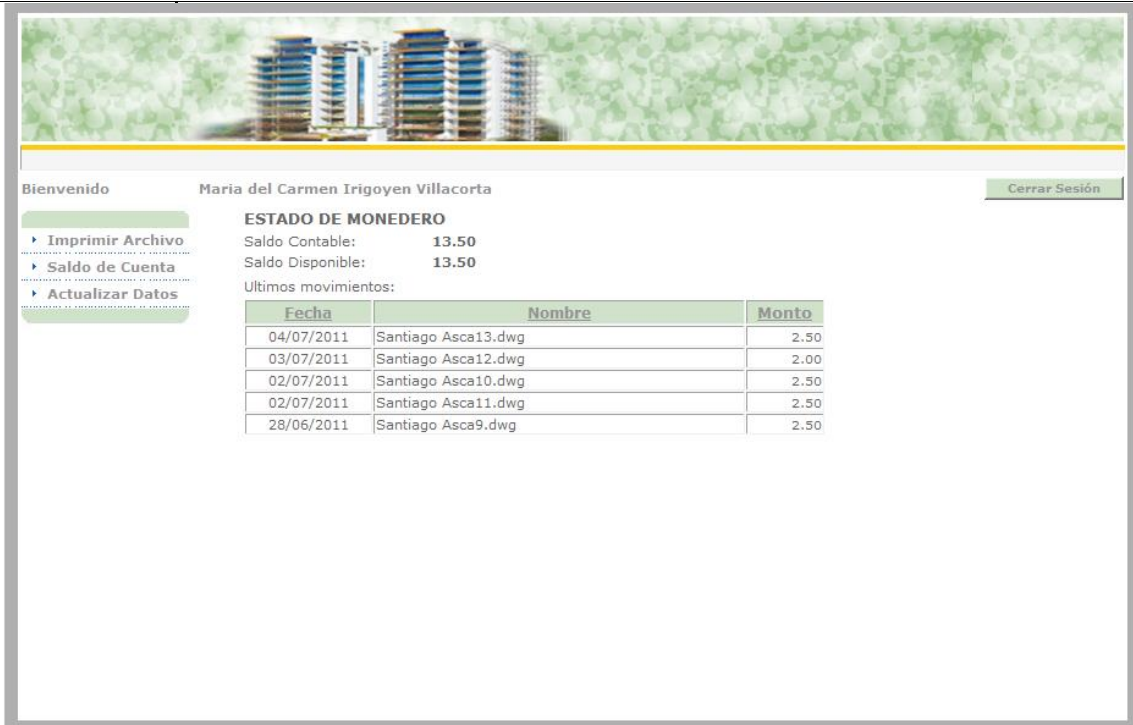 Bienvenido Maria del Carmen Irigoyen Villacorta Cerrar Sesión
Imprimir Archivo
Saldo de Cuenta
Actualizar Datos
ESTADO DE MONEDERO
Saldo Contable: 13.50
Saldo Disponible: 13.50
Ultimos movimientos:
Fecha Nombre Monto
04/07/2011 Santiago Asca13.dwg 2.50
03/07/2011 Santiago Asca12.dwg 2.00
02/07/2011 Santiago Asca10.dwg 2.50
02/07/2011 Santiago Asca11.dwg 2.50
28/06/2011 Santiago Asca9.dwg 2.50